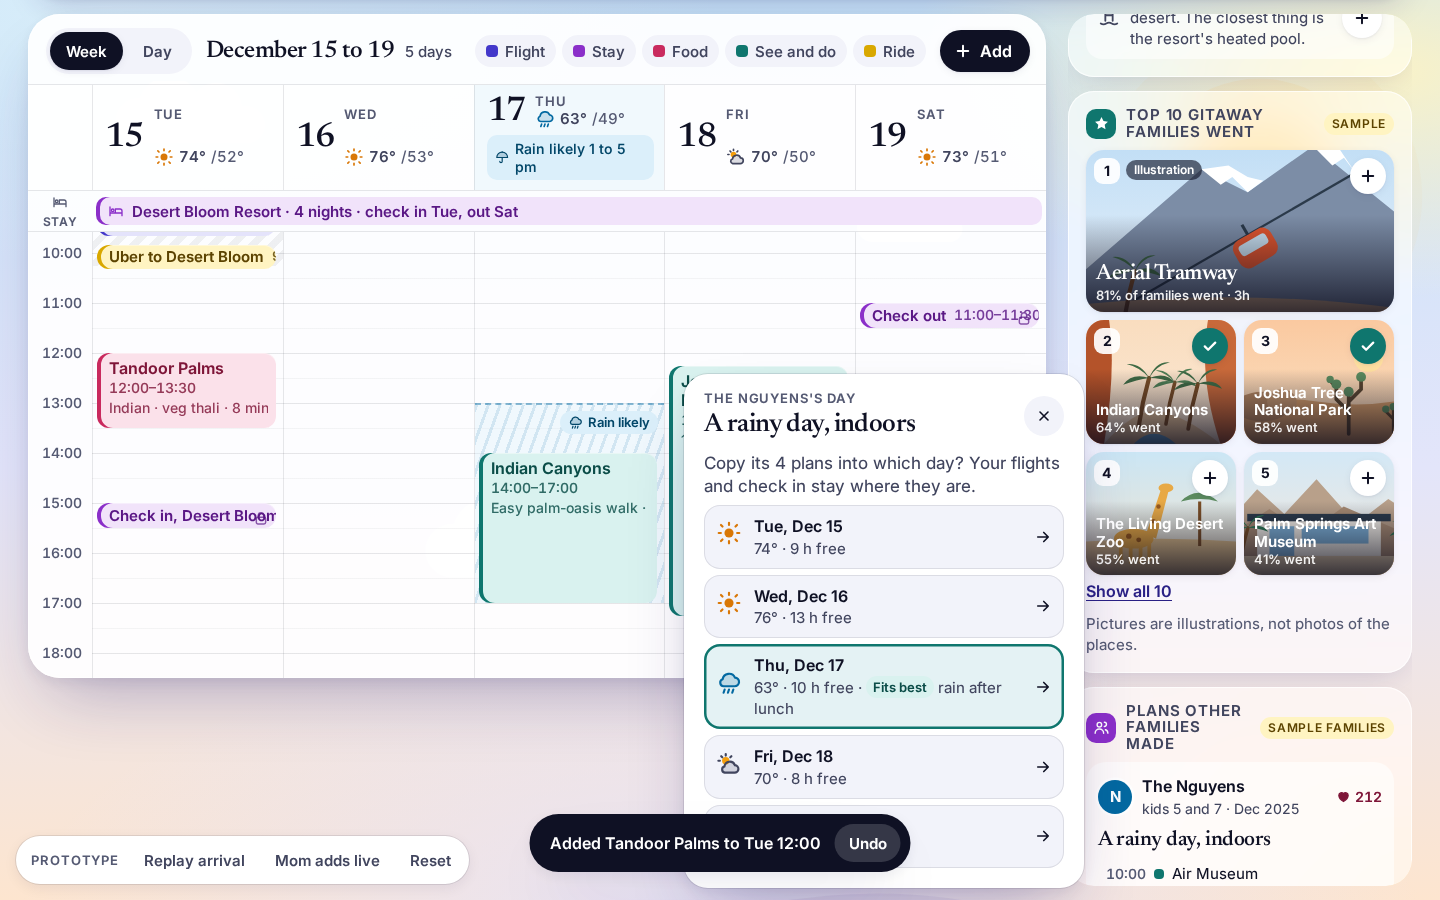 Week
Day
December 15 to 19 5 days
Flight
Stay
Food
See and do
Ride
+ Add
15 TUE
74° /52°
16 WED
76° /53°
17 THU
63° /49°
Rain likely 1 to 5
pm
18 FRI
70° /50°
19 SAT
73° /51°
STAY
Desert Bloom Resort · 4 nights · check in Tue, out Sat
10:00
11:00
12:00
13:00
14:00
15:00
16:00
17:00
18:00
Uber to Desert Bloom
Tandoor Palms
12:00–13:30
Indian · veg thali · 8 min
Check in, Desert Bloom
Rain likely
Indian Canyons
14:00–17:00
Easy palm-oasis walk ·
Check out 11:00–11:30
THE NGUYENS'S DAY
A rainy day, indoors
Copy its 4 plans into which day? Your flights
and check in stay where they are.
Tue, Dec 15
74° · 9 h free
Wed, Dec 16
76° · 13 h free
Thu, Dec 17
63° · 10 h free · Fits best rain after
lunch
Fri, Dec 18
70° · 8 h free
Added Tandoor Palms to Tue 12:00
Undo
PROTOTYPE
Replay arrival
Mom adds live
Reset
desert. The closest thing is
the resort's heated pool.
TOP 10 GITAWAY
FAMILIES WENT
SAMPLE
1
Illustration
Aerial Tramway
81% of families went · 3h
2
Indian Canyons
64% went
3
Joshua Tree
National Park
58% went
4
The Living Desert
Zoo
55% went
5
Palm Springs Art
Museum
41% went
Show all 10
Pictures are illustrations, not photos of the
places.
PLANS OTHER
FAMILIES
MADE
SAMPLE FAMILIES
N
The Nguyens
kids 5 and 7 · Dec 2025
212
A rainy day, indoors
10:00 Air Museum